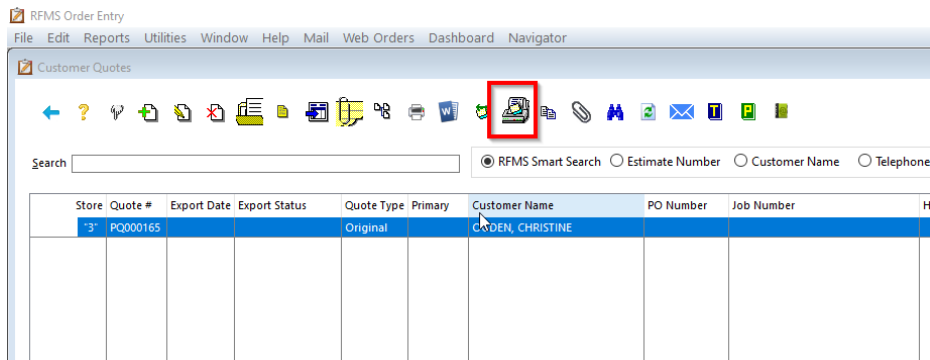 RFMS Order Entry
File Edit Reports Utilities Window Help Mail Web Orders Dashboard Navigator
Customer Quotes
Search RFMS Smart Search Estimate Number Customer Name Telephone
Store Quote # Export Date Export Status Quote Type Primary Customer Name PO Number Job Number H
"3" PQ000165 Original CHRISTINE